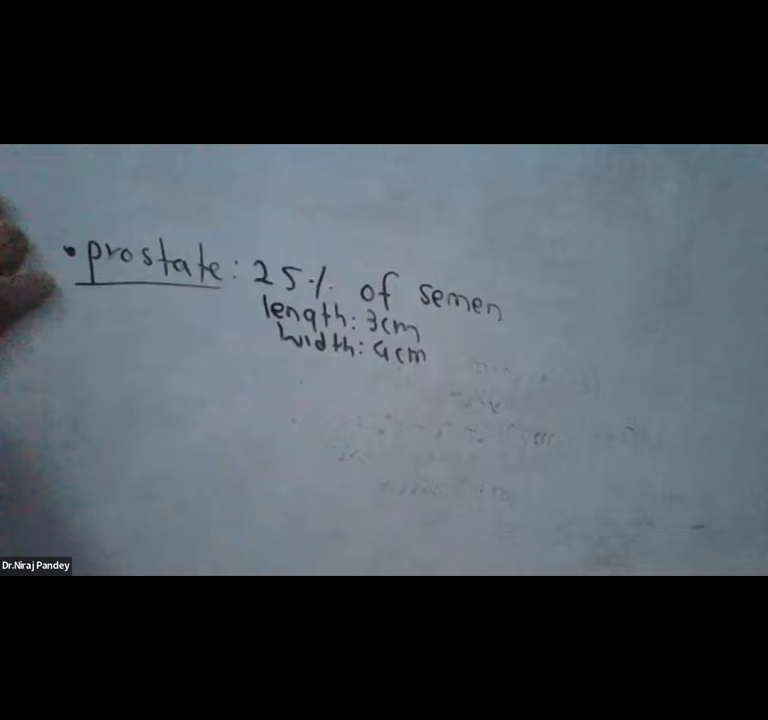 • prostate: 25% of semen
length: 3cm
width: 4cm
Dr.Niraj Pandey